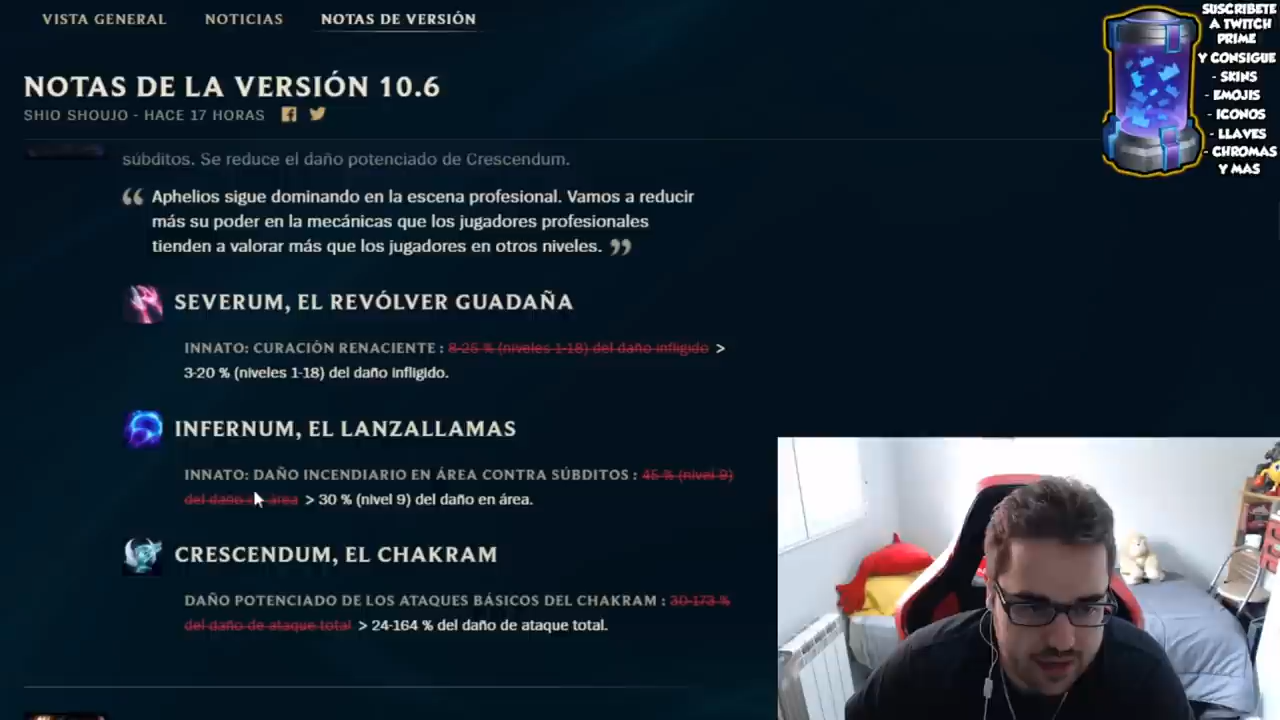 VISTA GENERAL NOTICIAS NOTAS DE VERSIÓN
NOTAS DE LA VERSIÓN 10.6
SHIO SHOUJO - HACE 17 HORAS
súbditos. Se reduce el daño potenciado de Crescendum.
“ Aphelios sigue dominando en la escena profesional. Vamos a reducir
más su poder en la mecánicas que los jugadores profesionales
tienden a valorar más que los jugadores en otros niveles. ”
SEVERUM, EL REVÓLVER GUADAÑA
INNATO: CURACIÓN RENACIENTE : 8-25 % (niveles 1-18) del daño infligido >
3-20 % (niveles 1-18) del daño infligido.
INFERNUM, EL LANZALLAMAS
INNATO: DAÑO INCENDIARIO EN ÁREA CONTRA SÚBDITOS : 45 % (nivel 9)
del daño en área > 30 % (nivel 9) del daño en área.
CRESCENDUM, EL CHAKRAM
DAÑO POTENCIADO DE LOS ATAQUES BÁSICOS DEL CHAKRAM : 30-173 %
del daño de ataque total > 24-164 % del daño de ataque total.
SUSCRIBETE
A TWITCH
PRIME
Y CONSIGUE
- SKINS
- EMOJIS
- ICONOS
- LLAVES
- CHROMAS
Y MAS